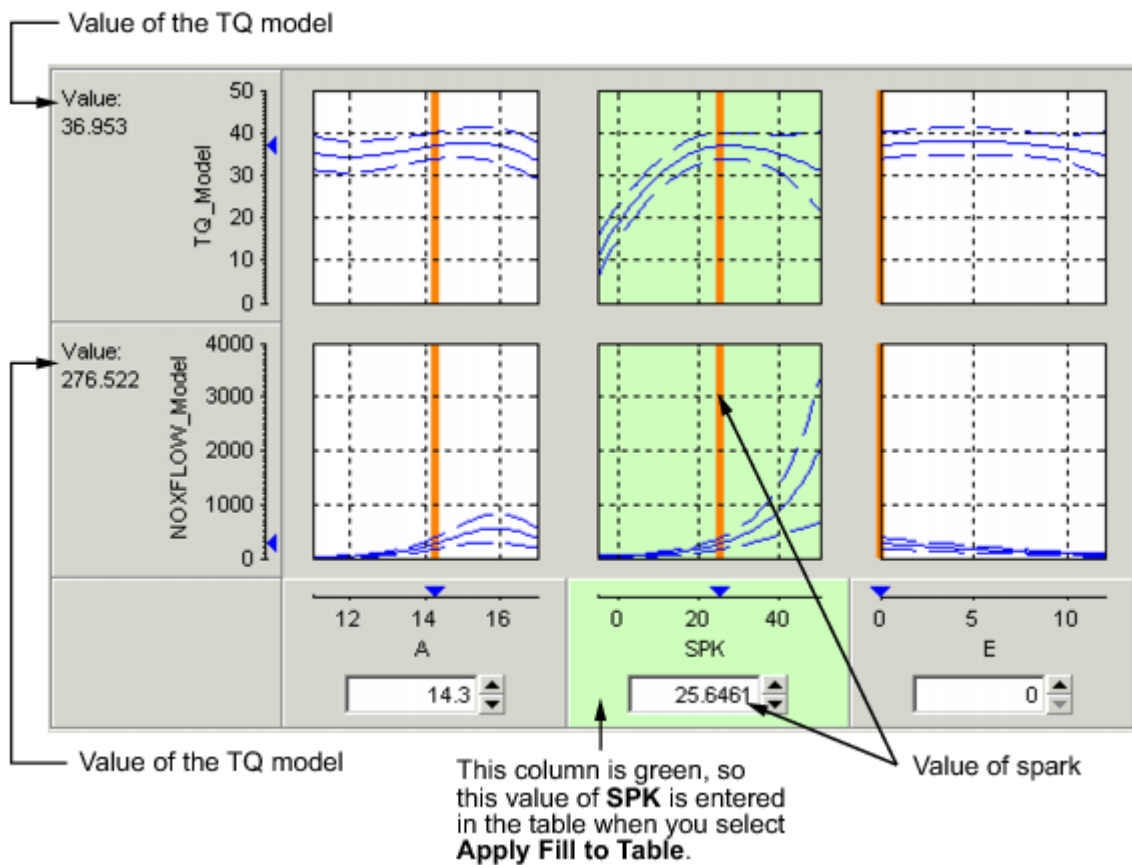 Value of the TQ model
Value:
36.953
TQ_Model
50
40
30
20
10
0
Value:
276.522
NOXFLOW_Model
4000
3000
2000
1000
0
12 14 16
A
14.3
0 20 40
SPK
25.6461
0 5 10
E
0
Value of the TQ model
This column is green, so
this value of SPK is entered
in the table when you select
Apply Fill to Table.
Value of spark